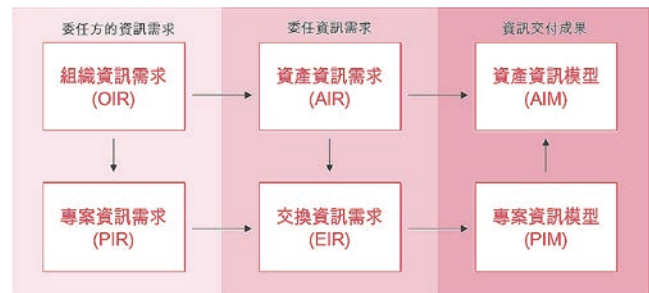 委任方的資訊需求
委任資訊需求
資訊交付成果
組織資訊需求
(OIR)
資產資訊需求
(AIR)
資產資訊模型
(AIM)
專案資訊需求
(PIR)
交換資訊需求
(EIR)
專案資訊模型
(PIM)